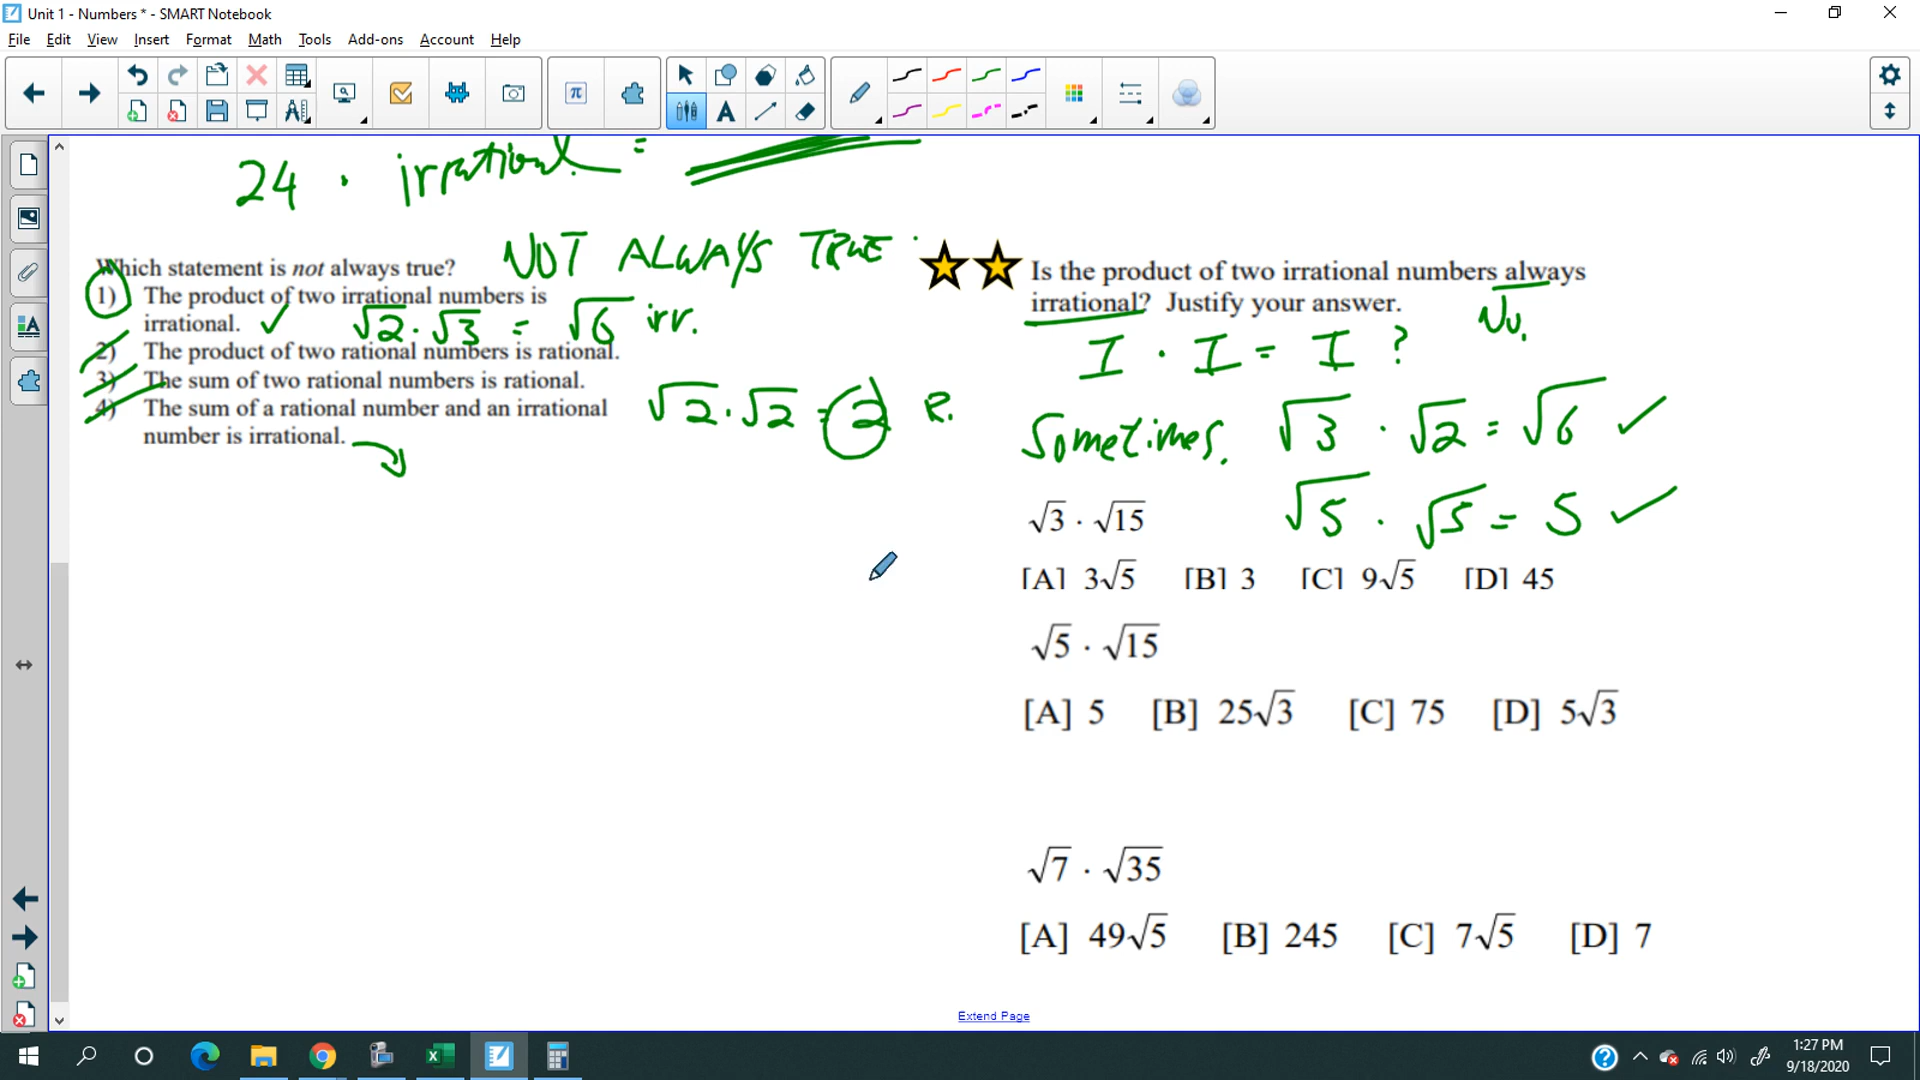 Unit 1 - Numbers * - SMART Notebook
File Edit View Insert Format Math Tools Add-ons Account Help
24 · irrational =
NOT ALWAYS TRUE
Which statement is not always true?
1) The product of two irrational numbers is
irrational. ✓ √2 · √3 = √6 irr.
2) The product of two rational numbers is rational.
3) The sum of two rational numbers is rational.
4) The sum of a rational number and an irrational
number is irrational.
√2 · √2 = 2 R.
Is the product of two irrational numbers always
irrational? Justify your answer.
No.
I · I = I ?
Sometimes. √3 · √2 = √6 ✓
√5 · √5 = 5 ✓
√3 · √15
[A] 3√5 [B] 3 [C] 9√5 [D] 45
√5 · √15
[A] 5 [B] 25√3 [C] 75 [D] 5√3
√7 · √35
[A] 49√5 [B] 245 [C] 7√5 [D] 7
Extend Page
1:27 PM
9/18/2020